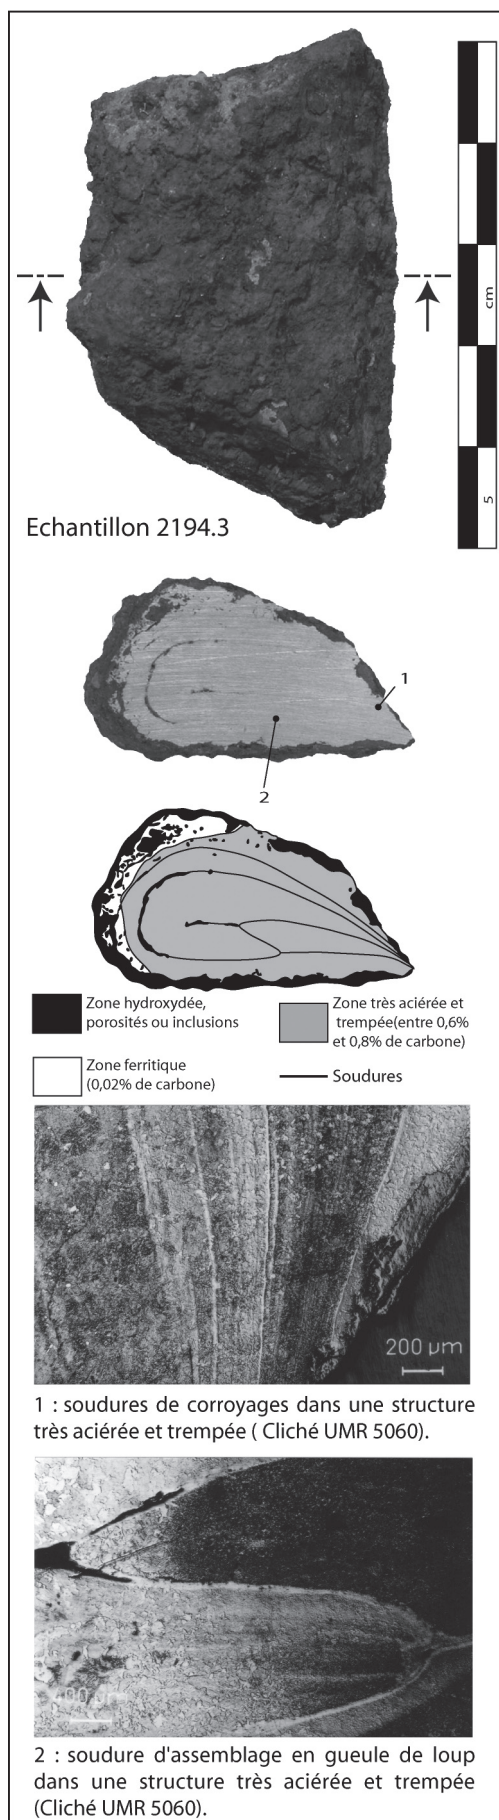 cm
5
Echantillon 2194.3
1
2
Zone hydroxydée,
porosités ou inclusions
Zone très aciérée et
trempée(entre 0,6%
et 0,8% de carbone)
Zone ferritique
(0,02% de carbone)
Soudures
200 µm
1 : soudures de corroyages dans une structure
très aciérée et trempée ( Cliché UMR 5060).
2 : soudure d'assemblage en gueule de loup
dans une structure très aciérée et trempée
(Cliché UMR 5060).